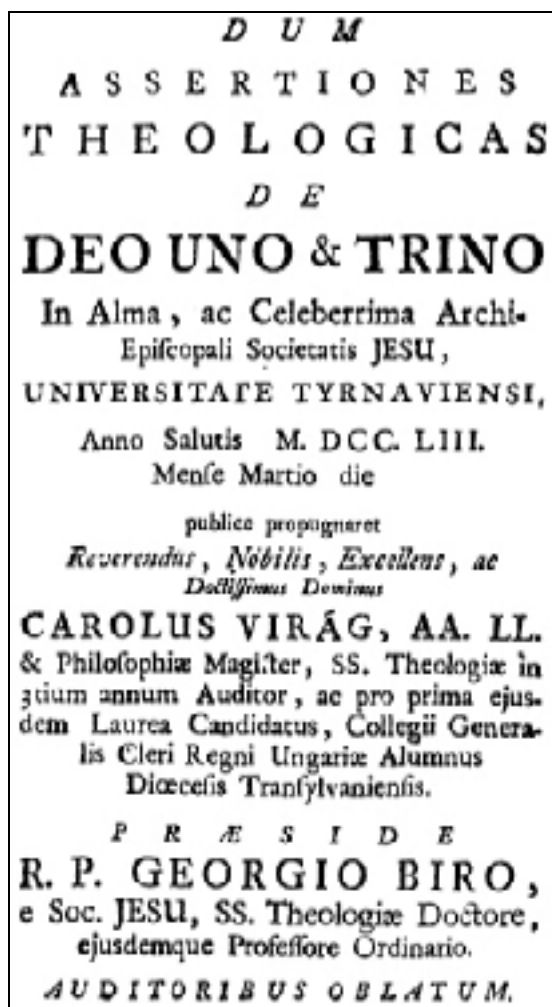 DUM
ASSERTIONES
THEOLOGICAS
DE
DEO UNO & TRINO
In Alma, ac Celeberrima Archi-
Epiſcopali Societatis JESU,
UNIVERSITATE TYRNAVIENSI,
Anno Salutis M. DCC. LIII.
Menſe Martio die
publice propugnaret
Reverendus, Nobilis, Excellens, ac
Doctiſſimus Dominus
CAROLUS VIRÁG, AA. LL.
& Philoſophiæ Magiſter, SS. Theologiæ in
3tium annum Auditor, ac pro prima ejus-
dem Laurea Candidatus, Collegii Genera-
lis Cleri Regni Ungariæ Alumnus
Diœceſis Tranſylvanienſis.
PRÆSIDE
R. P. GEORGIO BIRO,
e Soc. JESU, SS. Theologiæ Doctore,
ejusdemque Profeſſore Ordinario.
AUDITORIBUS OBLATUM.